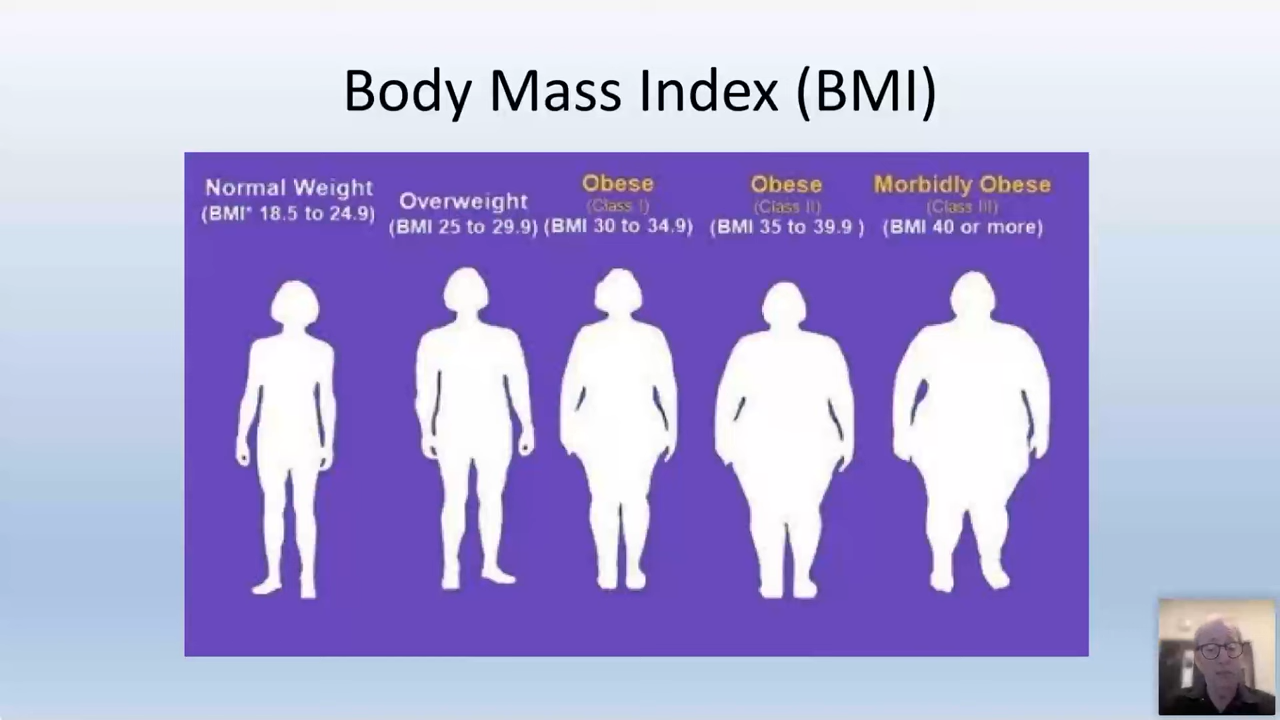 Body Mass Index (BMI)
Normal Weight
(BMI* 18.5 to 24.9)
Overweight
(BMI 25 to 29.9)
Obese
(Class I)
(BMI 30 to 34.9)
Obese
(Class II)
(BMI 35 to 39.9 )
Morbidly Obese
(Class III)
(BMI 40 or more)